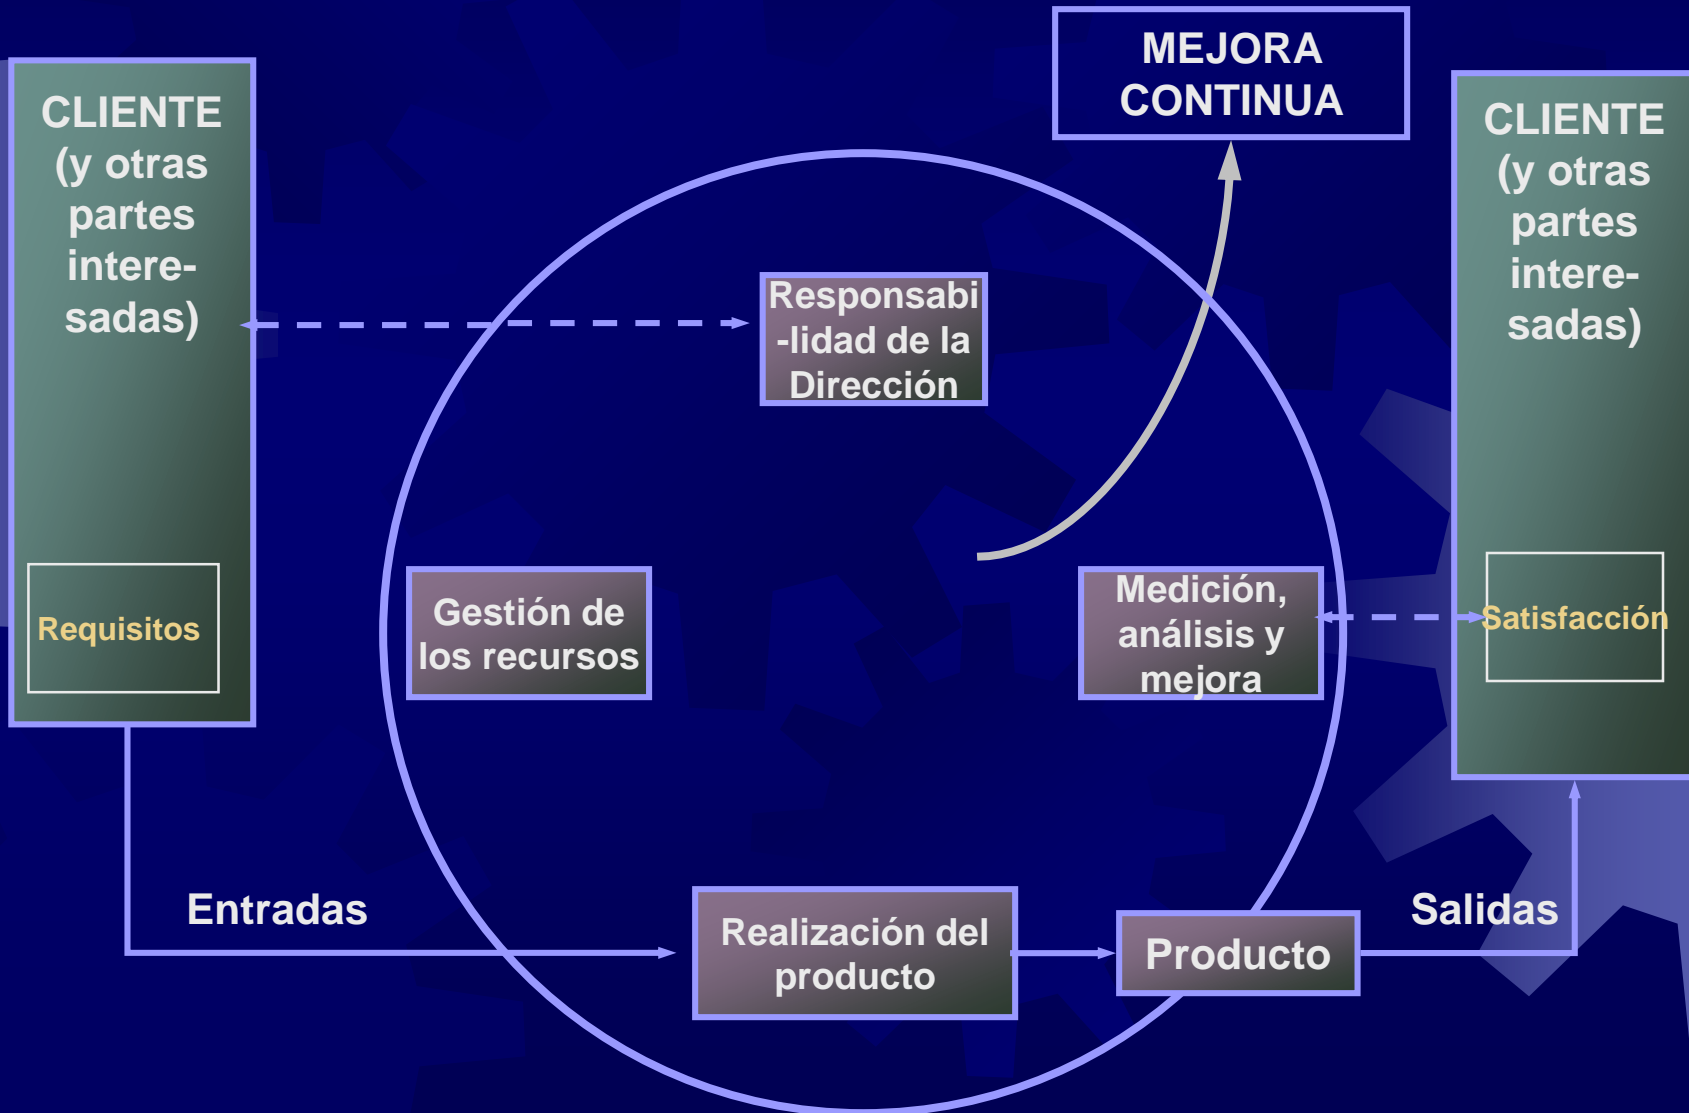 MEJORA
CONTINUA
CLIENTE
(y otras
partes
intere-
sadas)
Requisitos
Responsabi
-lidad de la
Dirección
Gestión de
los recursos
Medición,
análisis y
mejora
CLIENTE
(y otras
partes
intere-
sadas)
Satisfacción
Entradas
Realización del
producto
Producto
Salidas